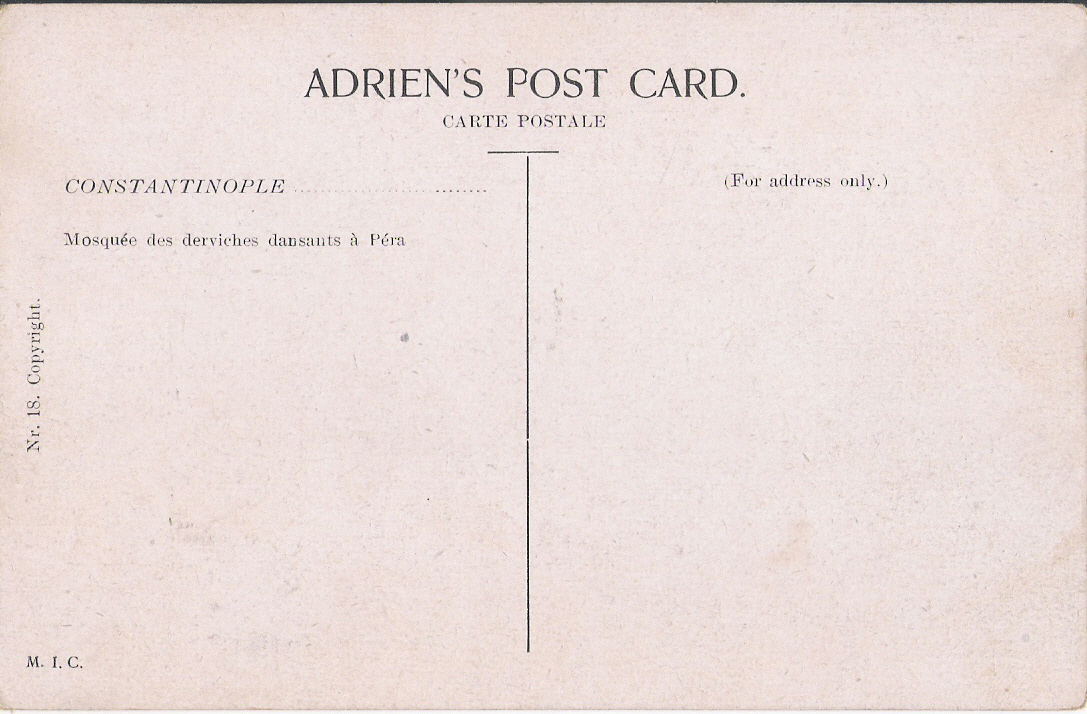 ADRIEN'S POST CARD.
CARTE POSTALE
CONSTANTINOPLE ........................
Mosquée des derviches dansants à Péra
(For address only.)
Nr. 18. Copyright.
M. I. C.